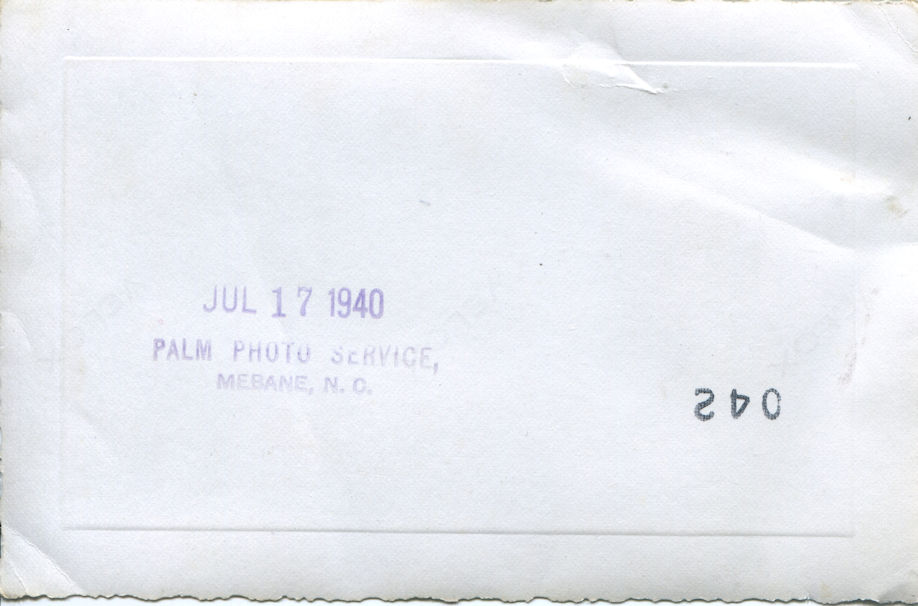 JUL 17 1940
PALM PHOTO SERVICE,
MEBANE, N. C.
042